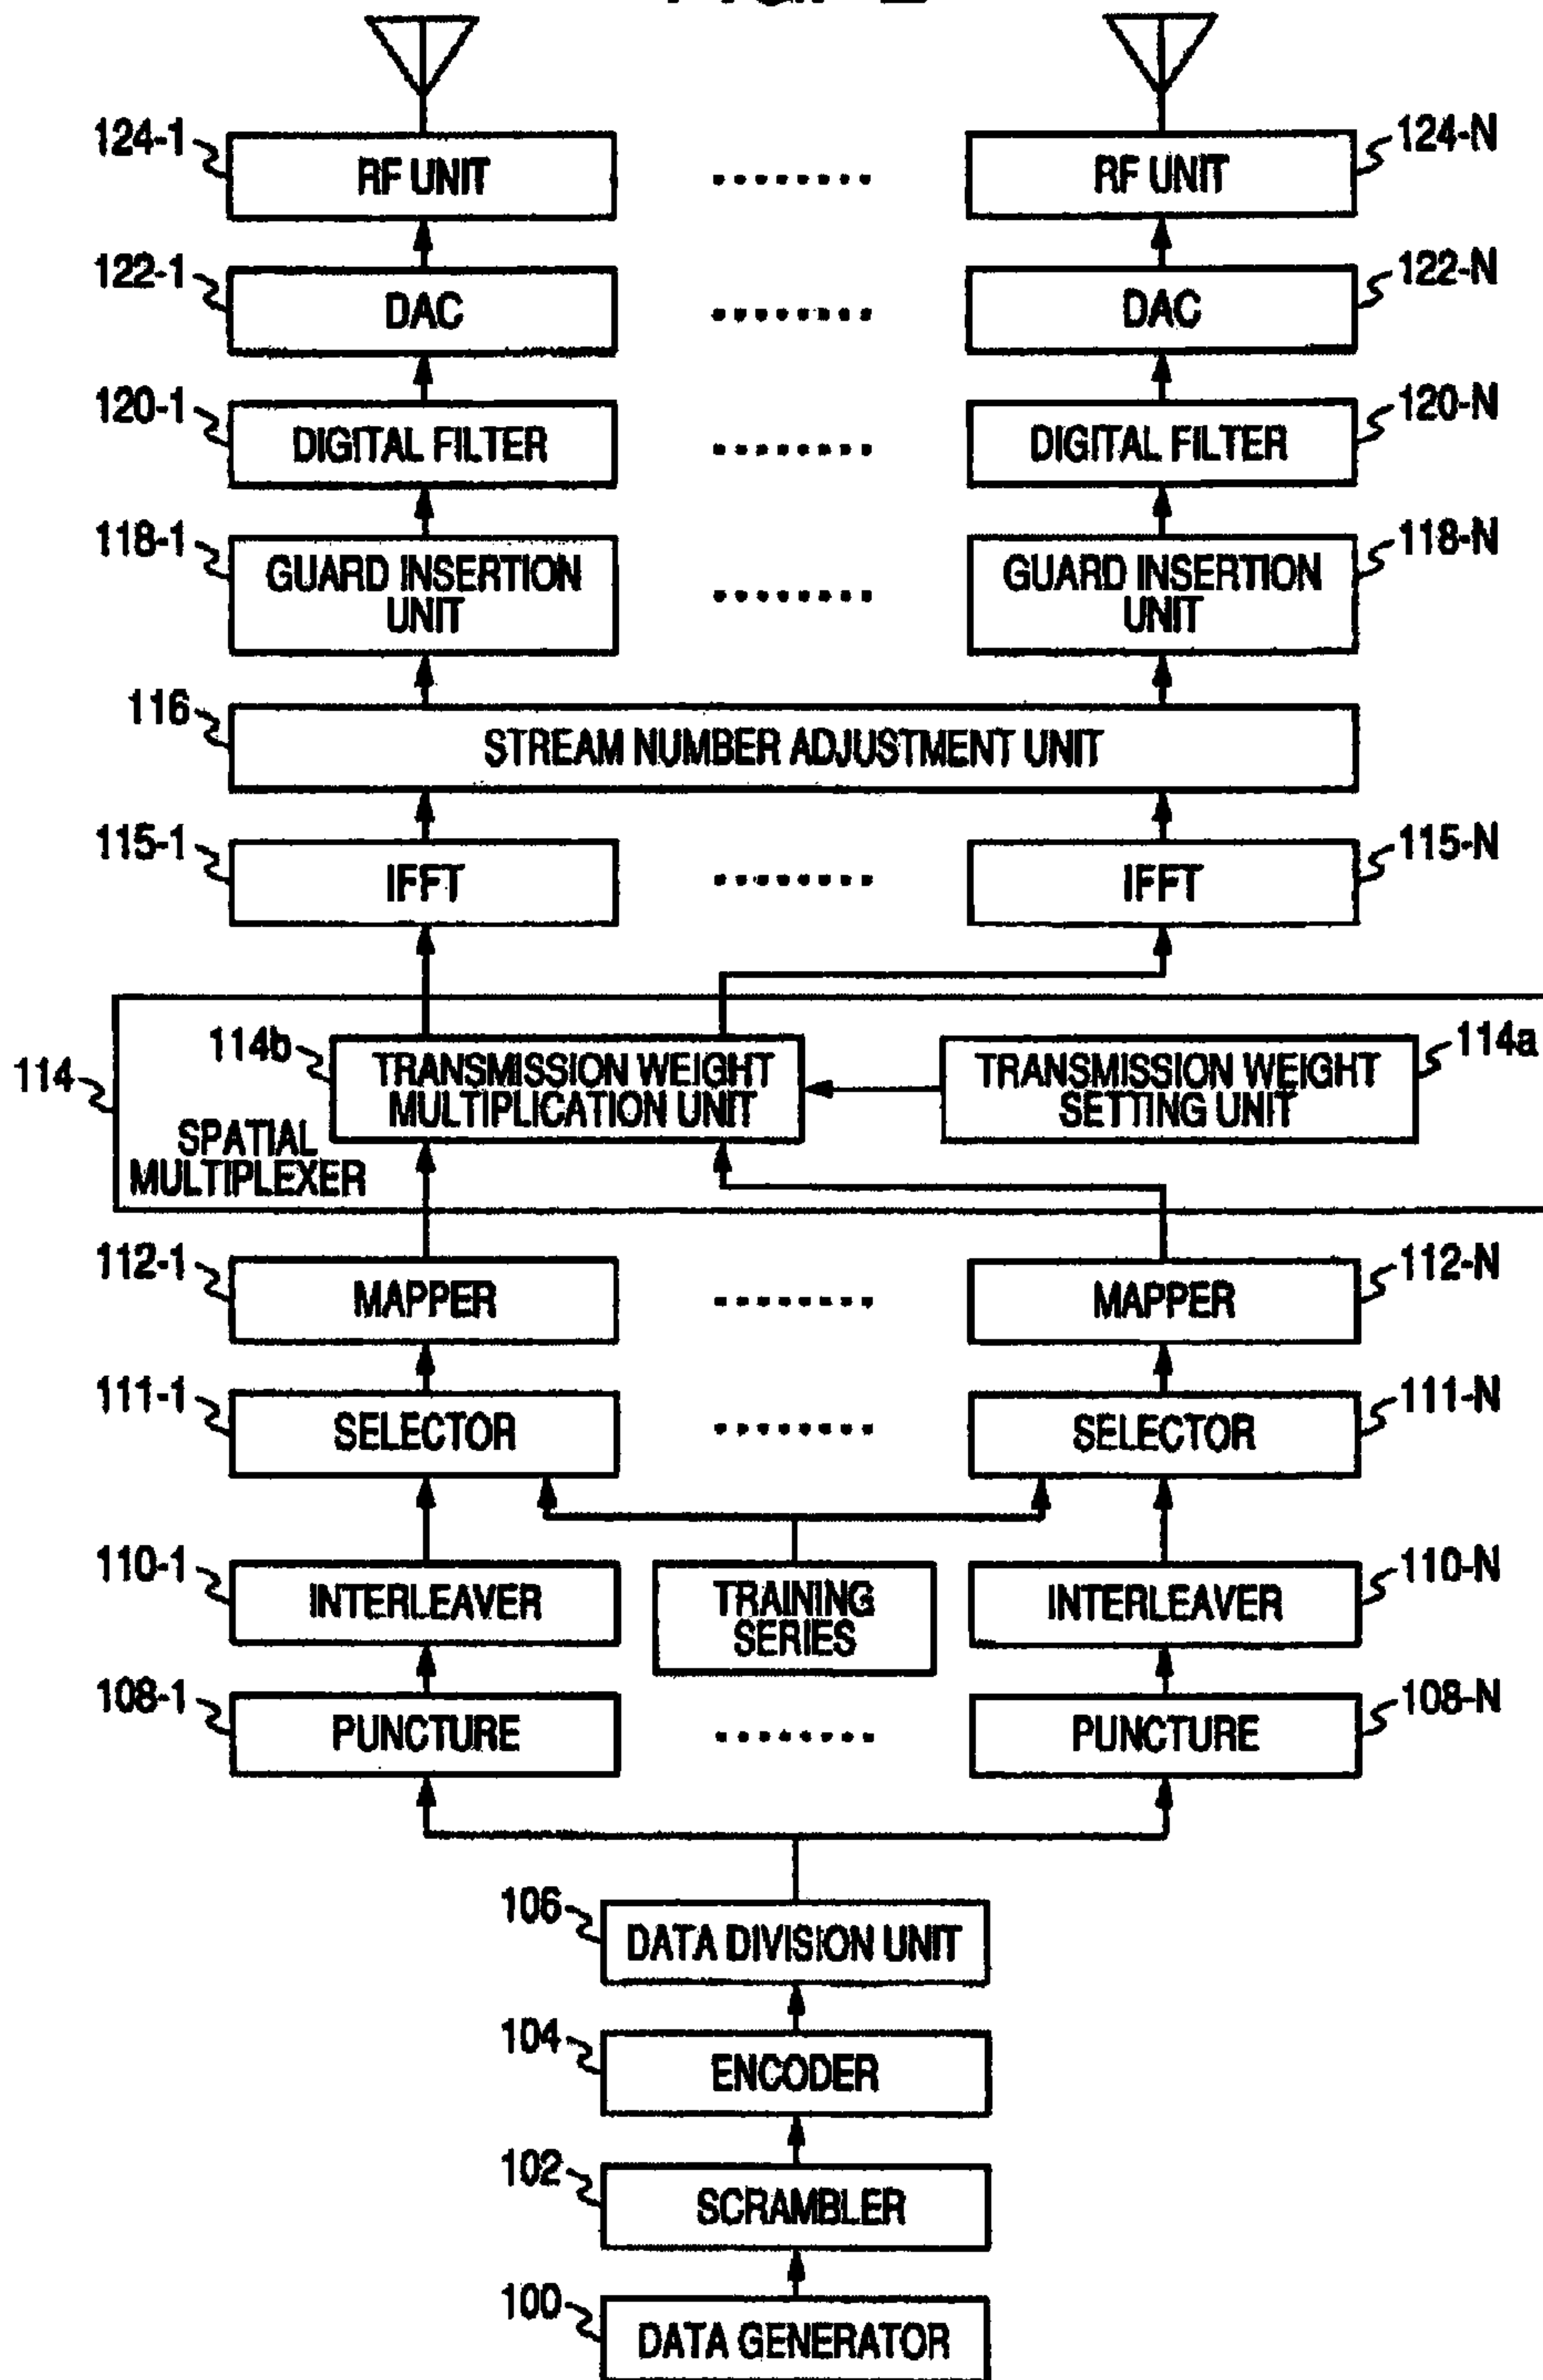 124-1
RF UNIT
........
RF UNIT
124-N
122-1
DAC
........
DAC
122-N
120-1
DIGITAL FILTER
........
DIGITAL FILTER
120-N
118-1
GUARD INSERTION
UNIT
........
GUARD INSERTION
UNIT
118-N
116
STREAM NUMBER ADJUSTMENT UNIT
115-1
IFFT
........
IFFT
115-N
114
SPATIAL
MULTIPLEXER
114b
TRANSMISSION WEIGHT
MULTIPLICATION UNIT
TRANSMISSION WEIGHT
SETTING UNIT
114a
112-1
MAPPER
........
MAPPER
112-N
111-1
SELECTOR
........
SELECTOR
111-N
110-1
INTERLEAVER
TRAINING
SERIES
INTERLEAVER
110-N
108-1
PUNCTURE
........
PUNCTURE
108-N
106
DATA DIVISION UNIT
104
ENCODER
102
SCRAMBLER
100
DATA GENERATOR